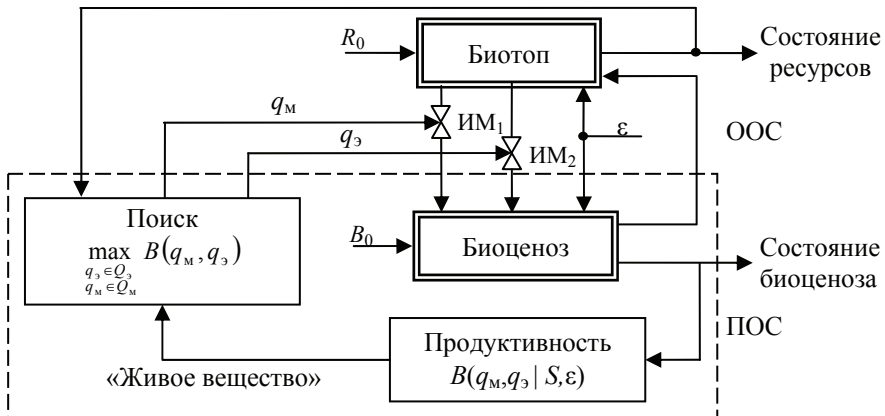 R₀
Биотоп
Состояние
ресурсов
qм
ИМ₁
ε
ООС
qэ
ИМ₂
Поиск
max B(qм, qэ)
qэ∈Qэ
qм∈Qм
B₀
Биоценоз
Состояние
биоценоза
ПОС
Продуктивность
B(qм,qэ | S,ε)
«Живое вещество»